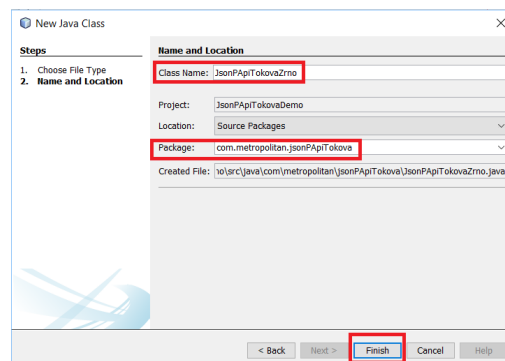 New Java Class
Steps
1. Choose File Type
2. Name and Location
Name and Location
Class Name: JsonPApiTokovaZrno
Project: JsonPApiTokovaDemo
Location: Source Packages
Package: com.metropolitan.jsonPApiTokova
Created File: no\src\java\com\metropolitan\jsonPApiTokova\JsonPApiTokovaZrno.java
< Back Next > Finish Cancel Help